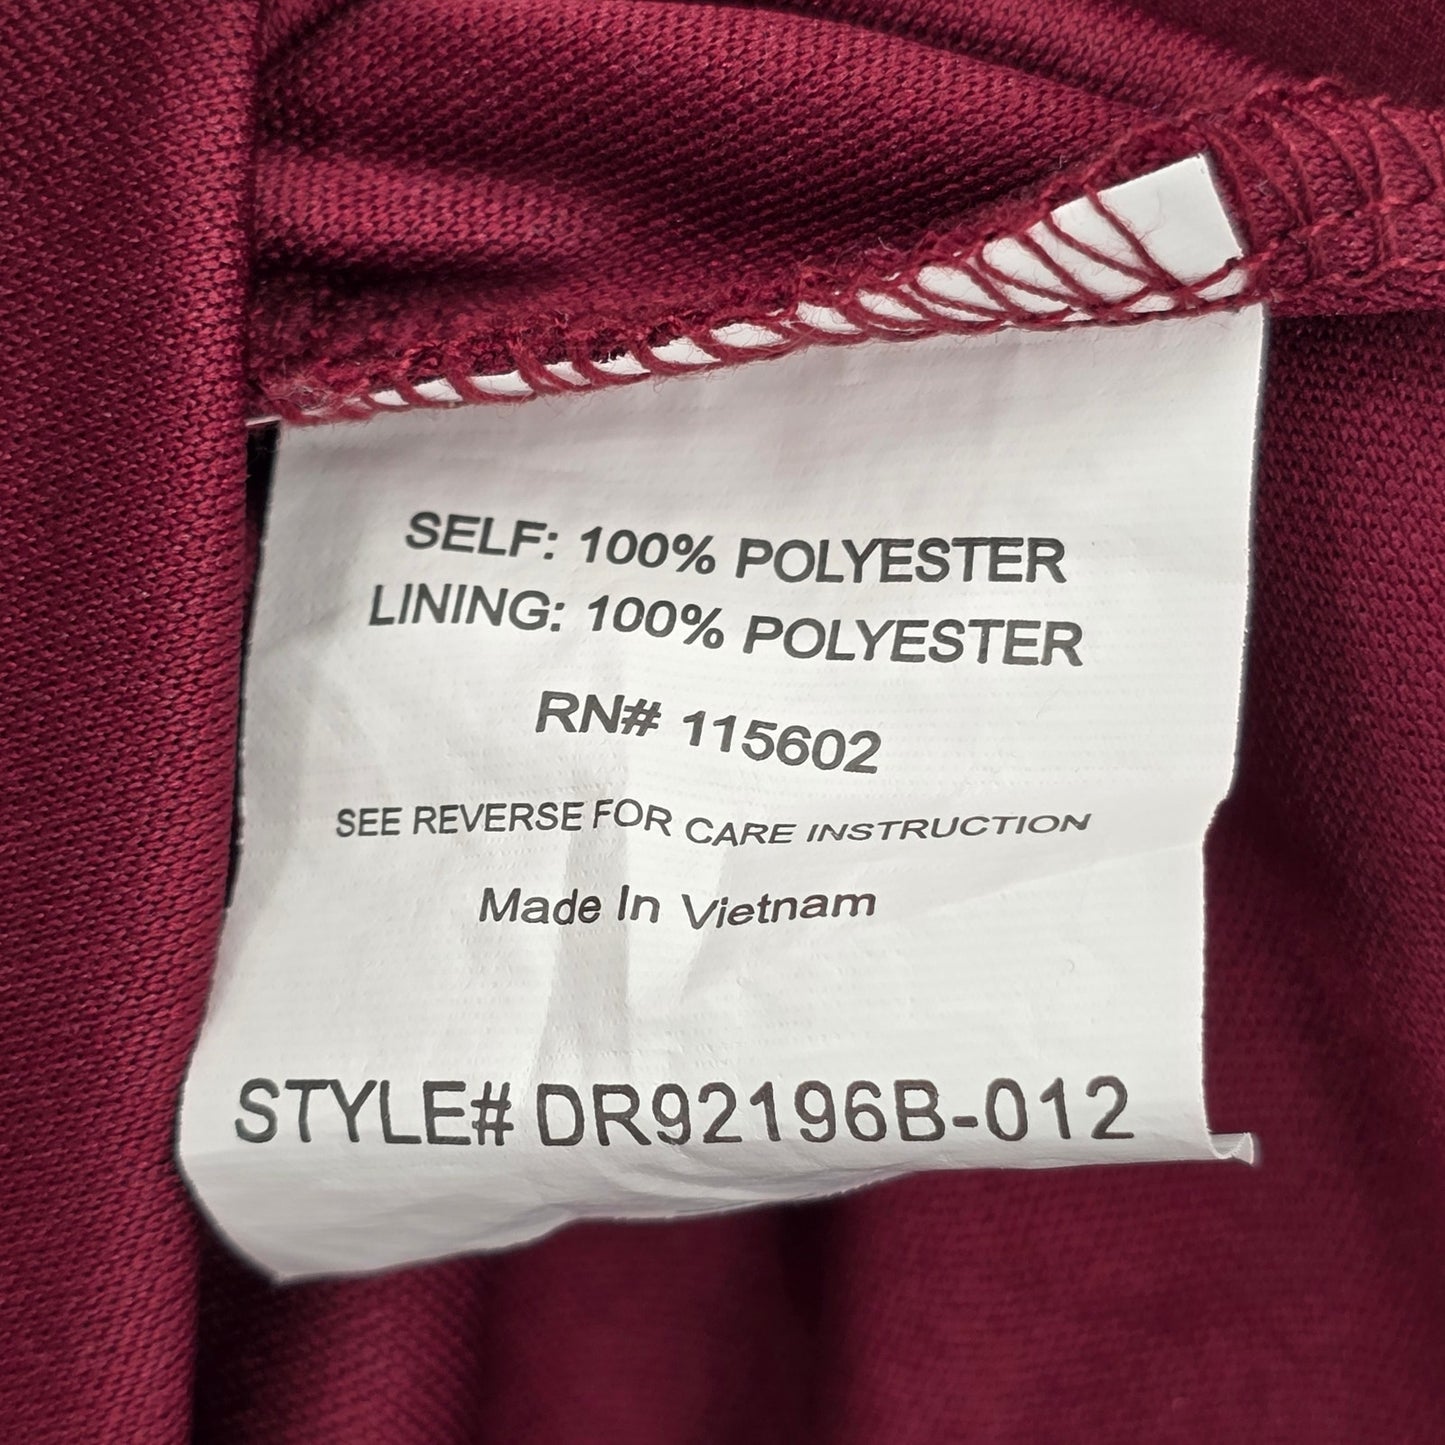 SELF: 100% POLYESTER
LINING: 100% POLYESTER
RN# 115602
SEE REVERSE FOR CARE INSTRUCTION
Made In Vietnam
STYLE# DR92196B-012